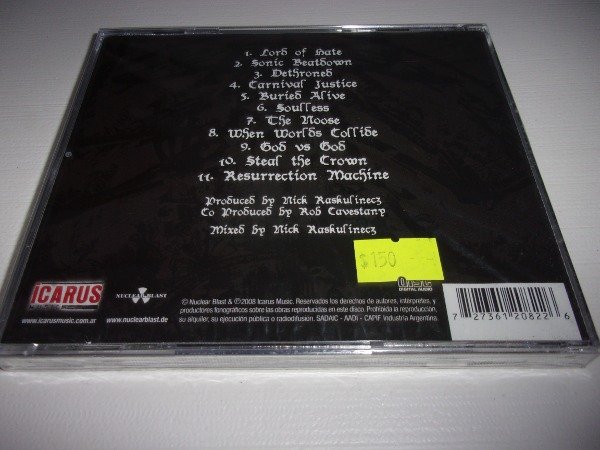 1. Lord of Hate
2. Sonic Beatdown
3. Dethroned
4. Carnival Justice
5. Buried Alive
6. Soulless
7. The Noose
8. When Worlds Collide
9. God vs God
10. Steal the Crown
11. Resurrection Machine
Produced by Nick Raskulinecz
Co Produced by Rob Cavestany
Mixed by Nick Raskulinecz
$150
DIGITAL AUDIO
ICARUS
www.icarusmusic.com.ar
NUCLEAR BLAST
www.nuclearblast.de
© Nuclear Blast & ℗2008 Icarus Music. Reservados los derechos de autores, intérpretes, y
productores fonográficos sobre las obras reproducidas en este disco. Prohibida la reproducción,
su alquiler, su ejecución pública o radiodifusión. SADAIC - AADI - CAPIF Industria Argentina.
7 27361 20822 6